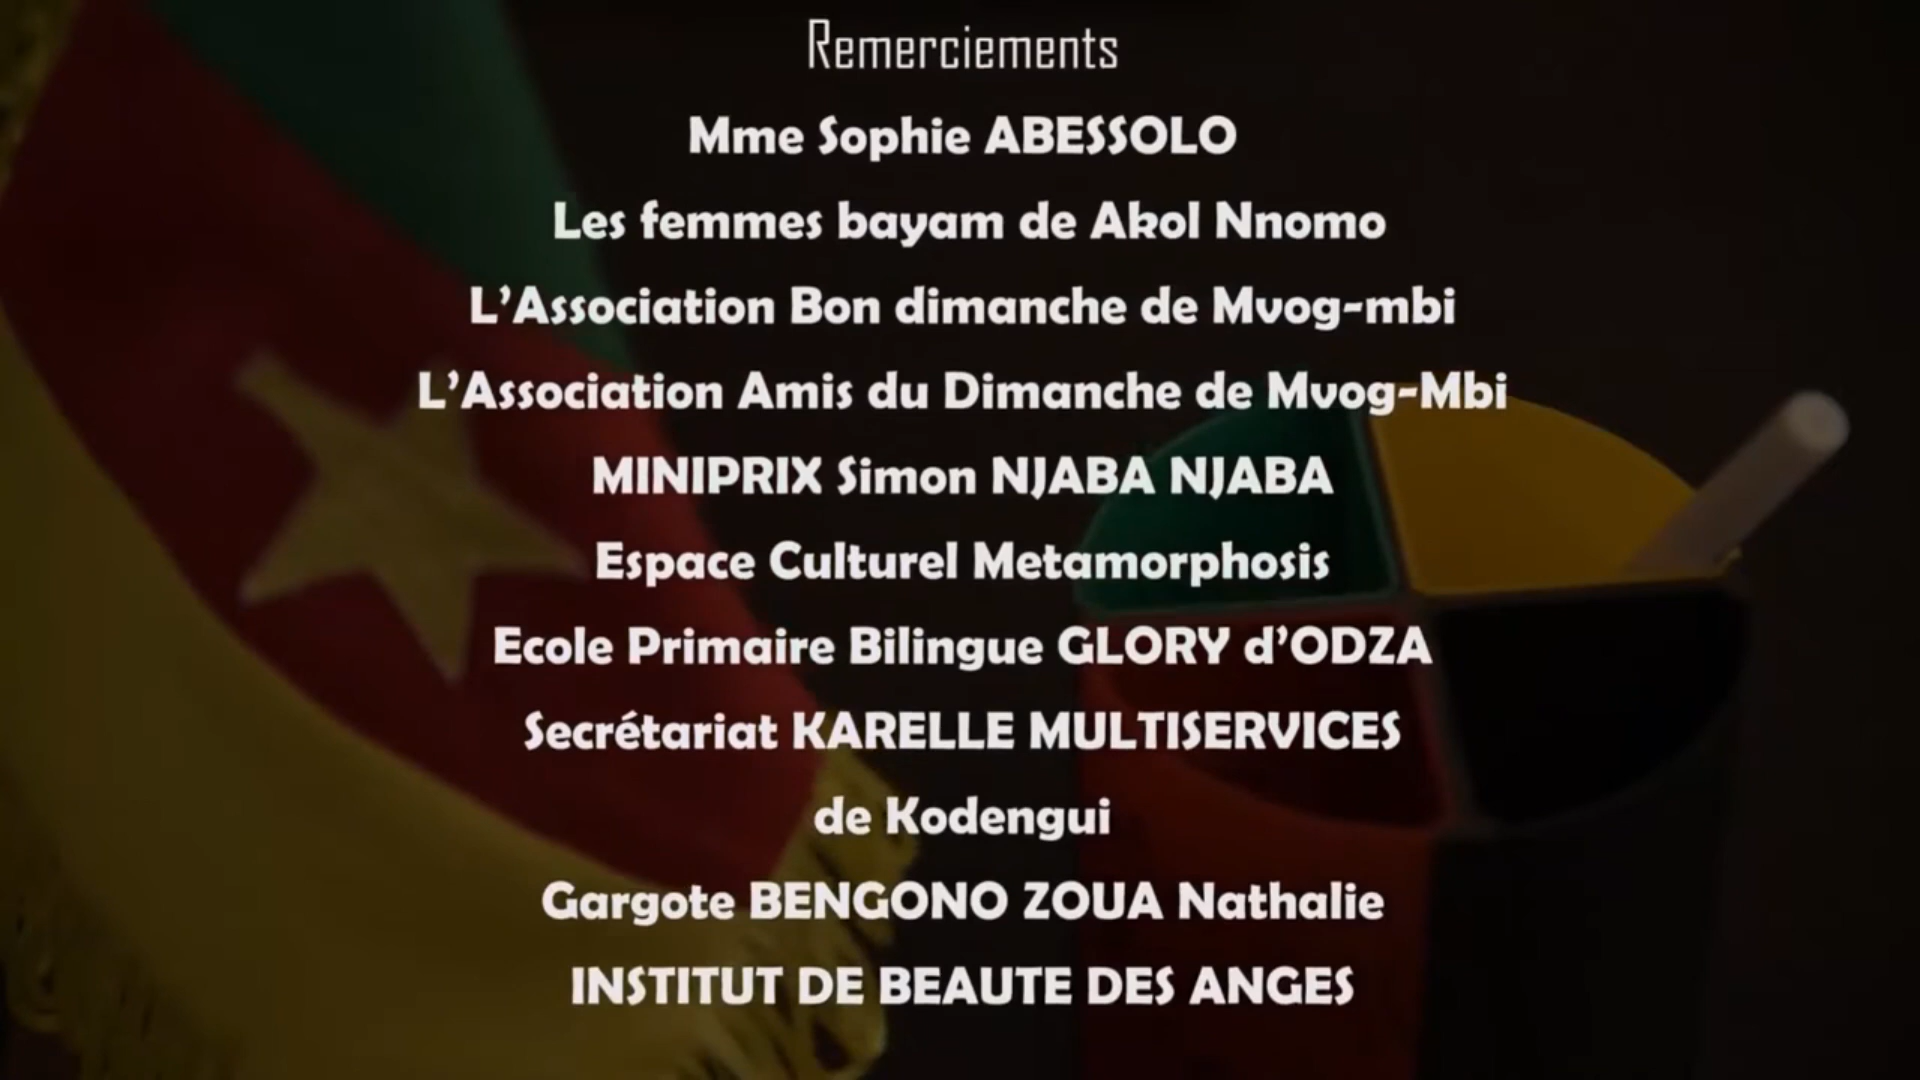 Remerciements
Mme Sophie ABESSOLO
Les femmes bayam de Akol Nnomo
L’Association Bon dimanche de Mvog-mbi
L’Association Amis du Dimanche de Mvog-Mbi
MINIPRIX Simon NJABA NJABA
Espace Culturel Metamorphosis
Ecole Primaire Bilingue GLORY d’ODZA
Secrétariat KARELLE MULTISERVICES
de Kodengui
Gargote BENGONO ZOUA Nathalie
INSTITUT DE BEAUTE DES ANGES